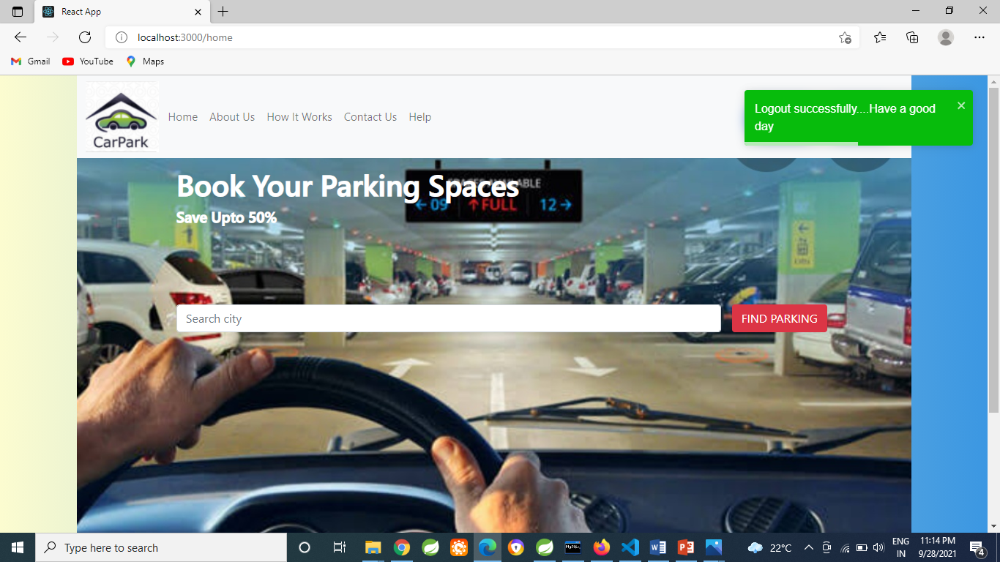 React App
localhost:3000/home
Gmail
YouTube
Maps
CarPark
Home
About Us
How It Works
Contact Us
Help
Logout successfully....Have a good
day
Book Your Parking Spaces
Save Upto 50%
← 09
↑ FULL
12 →
Search city
FIND PARKING
Type here to search
22°C
ENG
IN
11:14 PM
9/28/2021
4